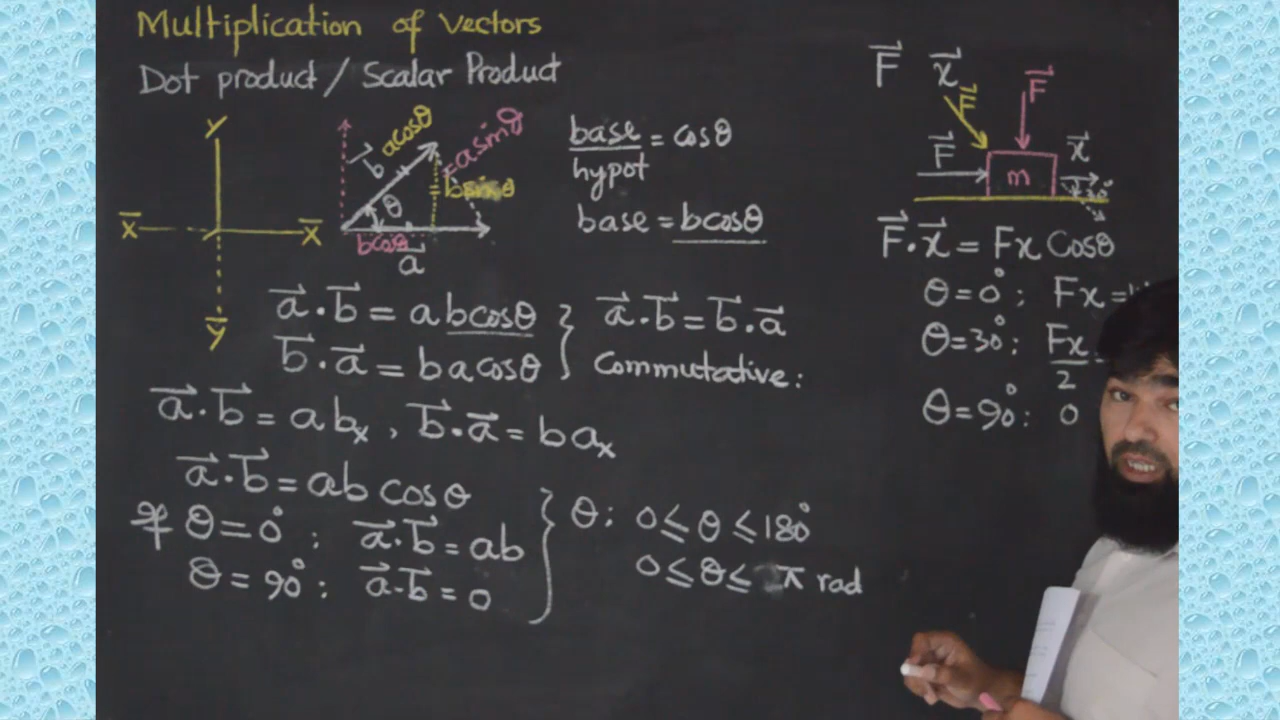 Multiplication of vectors
Dot product / Scalar Product
y
x̅ x̅
y̅
b⃗ acosθ
=asinθ
θ
bcosθ
a⃗
base/hypot = cosθ
base = bcosθ
a⃗.b⃗ = abcosθ } a⃗.b⃗ = b⃗.a⃗
b⃗.a⃗ = bacosθ } Commutative:
a⃗.b⃗ = abₓ , b⃗.a⃗ = baₓ
a⃗.b⃗ = ab cosθ
If θ = 0° ; a⃗.b⃗ = ab } θ: 0 ≤ θ ≤ 180°
θ = 90° : a⃗.b⃗ = 0 } 0 ≤ θ ≤ π rad
F⃗ x⃗
F⃗ F⃗
F⃗ m x⃗
30°
F⃗.x⃗ = Fx Cosθ
θ = 0° ; Fx =
θ = 30° : Fx/2
θ = 90° : 0